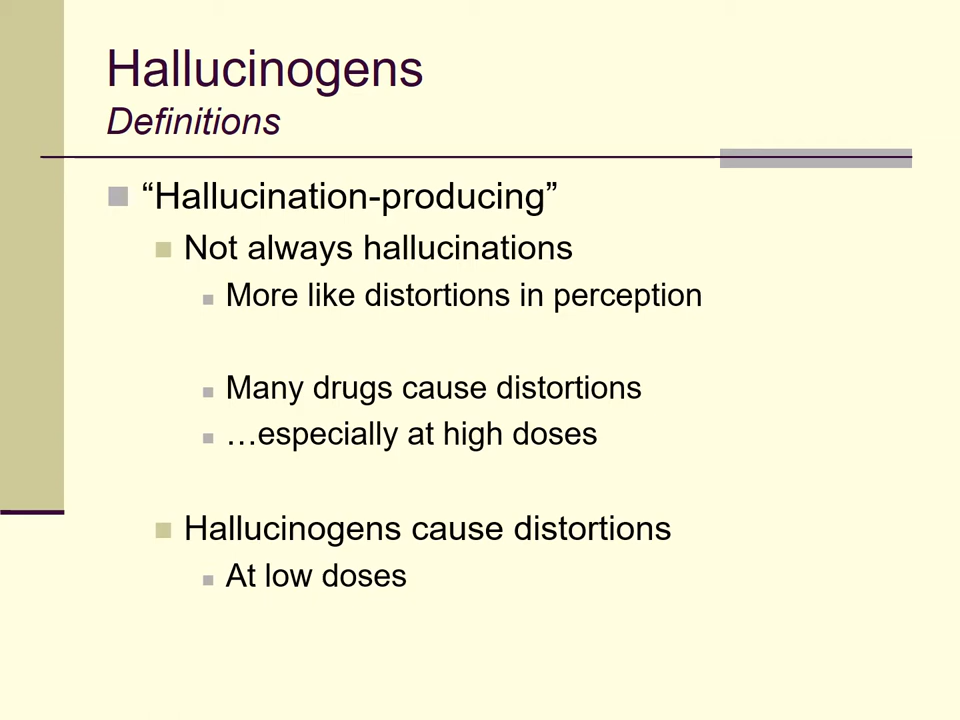 Hallucinogens
Definitions
“Hallucination-producing”
Not always hallucinations
More like distortions in perception
Many drugs cause distortions
…especially at high doses
Hallucinogens cause distortions
At low doses